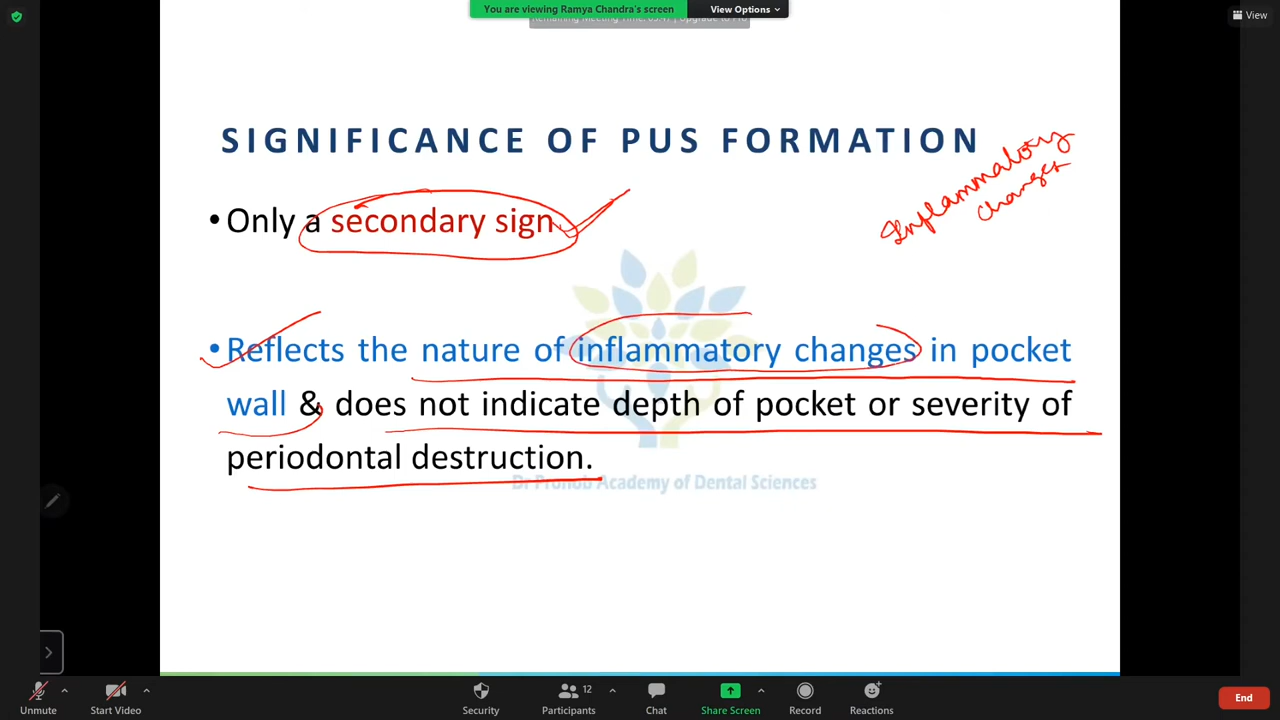 You are viewing Ramya Chandra's screen
View Options
View
SIGNIFICANCE OF PUS FORMATION
Inflammatory
changes
• Only a secondary sign
• Reflects the nature of inflammatory changes in pocket
wall & does not indicate depth of pocket or severity of
periodontal destruction.
Dr Pronob Academy of Dental Sciences
Unmute
Start Video
Security
12
Participants
Chat
Share Screen
Record
Reactions
End